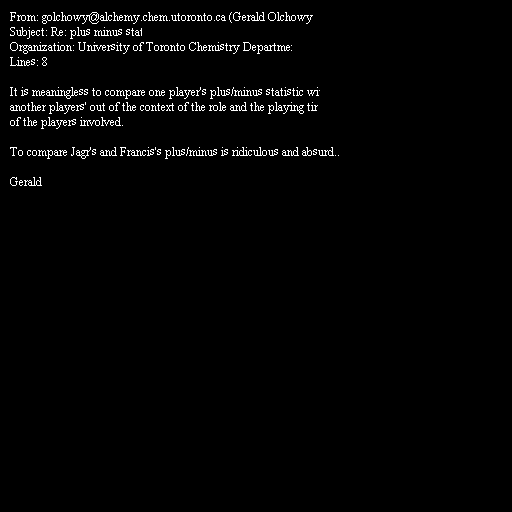 From: golchowy@alchemy.chem.utoronto.ca (Gerald Olchowy
Subject: Re: plus minus stat
Organization: University of Toronto Chemistry Departme
Lines: 8
It is meaningless to compare one player's plus/minus statistic wi
another players' out of the context of the role and the playing
of the players involved.
To compare Jagr's and Francis's plus/minus is ridiculous and absurd..
Gerald